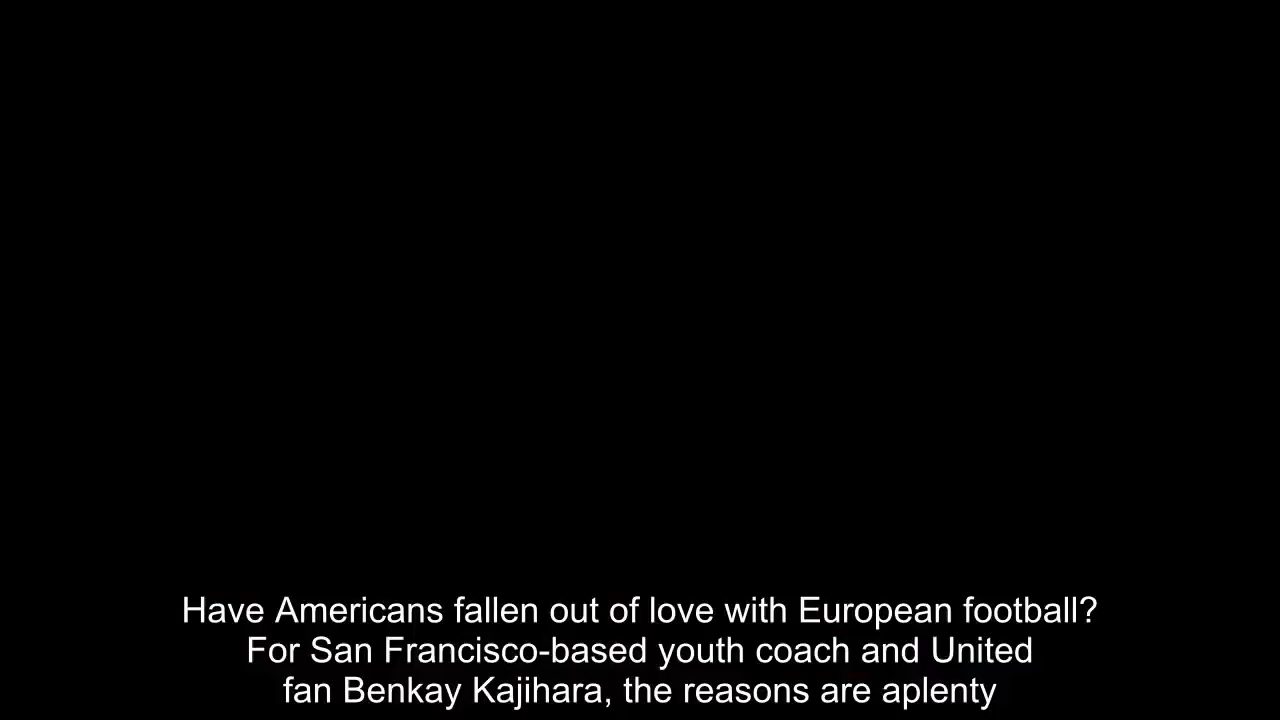 Have Americans fallen out of love with European football?
For San Francisco-based youth coach and United
fan Benkay Kajihara, the reasons are aplenty